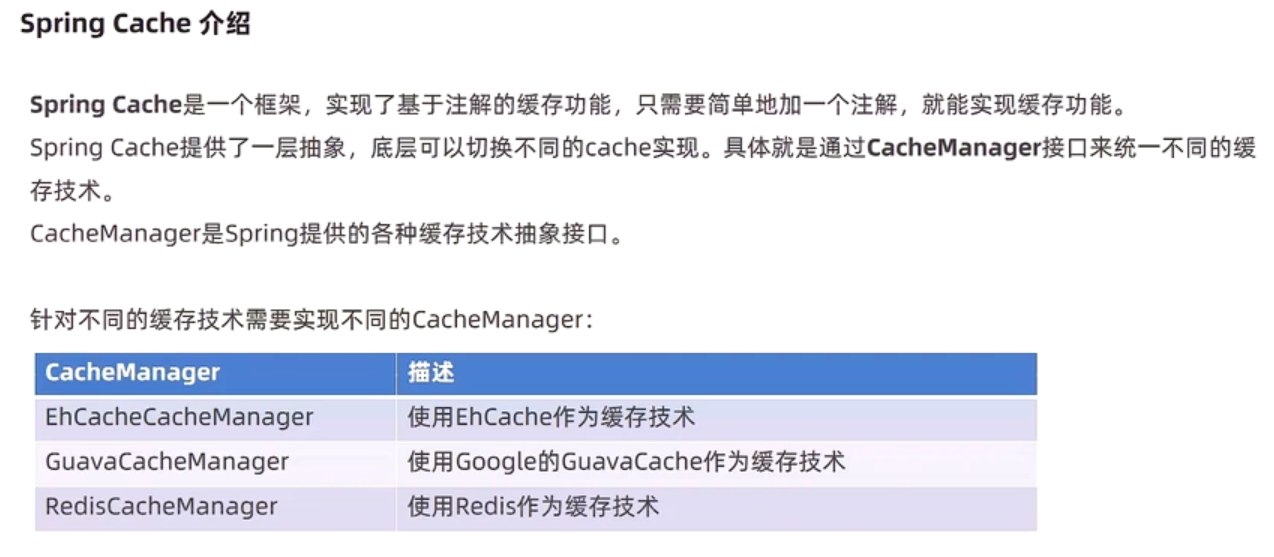 Spring Cache 介绍
Spring Cache是一个框架，实现了基于注解的缓存功能，只需要简单地加一个注解，就能实现缓存功能。
Spring Cache提供了一层抽象，底层可以切换不同的cache实现。具体就是通过CacheManager接口来统一不同的缓
存技术。
CacheManager是Spring提供的各种缓存技术抽象接口。
针对不同的缓存技术需要实现不同的CacheManager：
CacheManager 描述
EhCacheCacheManager 使用EhCache作为缓存技术
GuavaCacheManager 使用Google的GuavaCache作为缓存技术
RedisCacheManager 使用Redis作为缓存技术